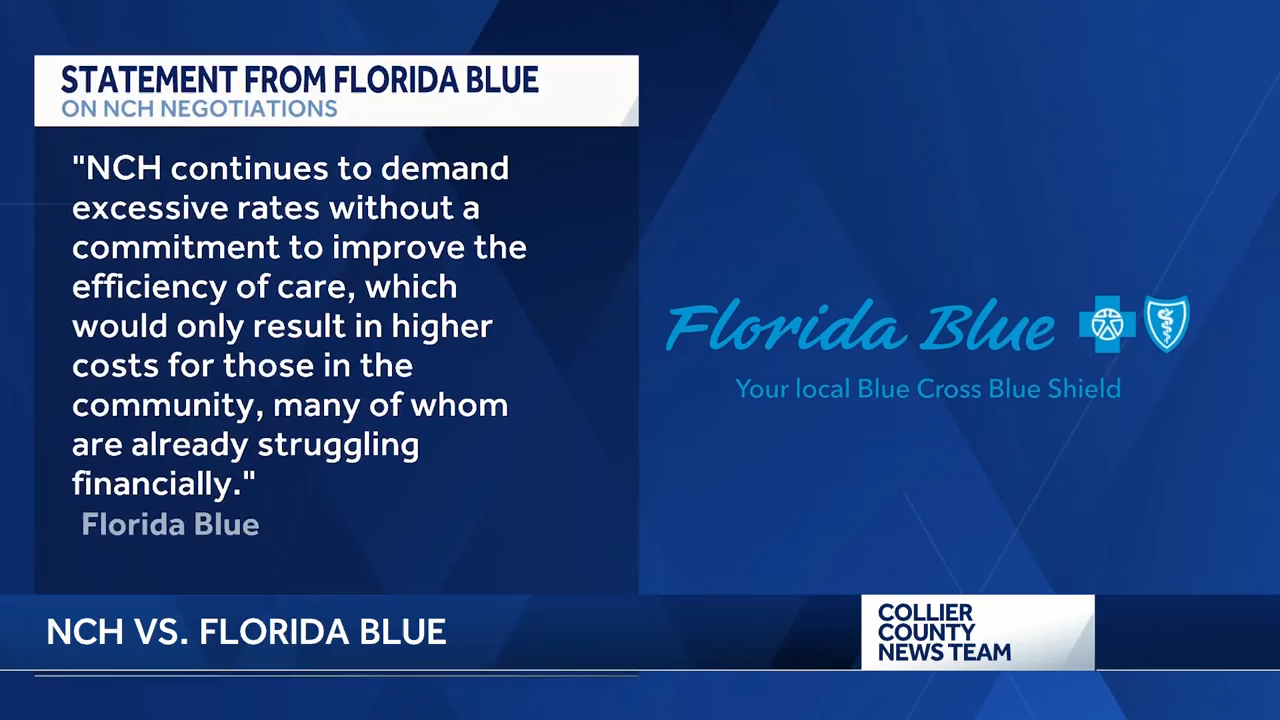 STATEMENT FROM FLORIDA BLUE
ON NCH NEGOTIATIONS
"NCH continues to demand
excessive rates without a
commitment to improve the
efficiency of care, which
would only result in higher
costs for those in the
community, many of whom
are already struggling
financially."
Florida Blue
Florida Blue
Your local Blue Cross Blue Shield
NCH VS. FLORIDA BLUE
COLLIER
COUNTY
NEWS TEAM